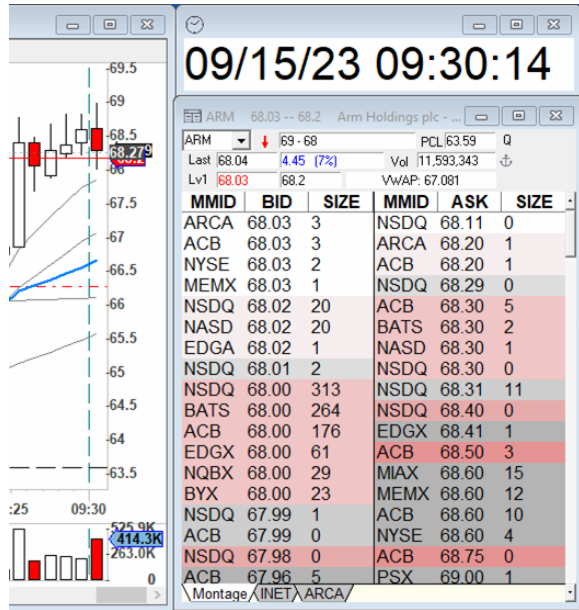 69.5
69
68.5
68.279
68.2
68
67.5
67
66.5
66
65.5
65
64.5
64
63.5
:25 09:30
525.9K
414.3K
263.0K
0
09/15/23 09:30:14
ARM 68.03 -- 68.2 Arm Holdings plc - ...
ARM 69 - 68 PCL 63.59 Q
Last 68.04 4.45 (7%) Vol 11,593,343
Lv1 68.03 68.2 VWAP: 67.081
MMID BID SIZE MMID ASK SIZE
ARCA 68.03 3 NSDQ 68.11 0
ACB 68.03 3 ARCA 68.20 1
NYSE 68.03 2 ACB 68.20 1
MEMX 68.03 1 NSDQ 68.29 0
NSDQ 68.02 20 ACB 68.30 5
NASD 68.02 20 BATS 68.30 2
EDGA 68.02 1 NASD 68.30 1
NSDQ 68.01 2 NSDQ 68.30 0
NSDQ 68.00 313 NSDQ 68.31 11
BATS 68.00 264 NSDQ 68.40 0
ACB 68.00 176 EDGX 68.41 1
EDGX 68.00 61 ACB 68.50 3
NQBX 68.00 29 MIAX 68.60 15
BYX 68.00 23 MEMX 68.60 12
NSDQ 67.99 1 ACB 68.60 10
ACB 67.99 0 NYSE 68.60 4
NSDQ 67.98 0 ACB 68.75 0
ACB 67.96 5 PSX 69.00 1
Montage INET ARCA